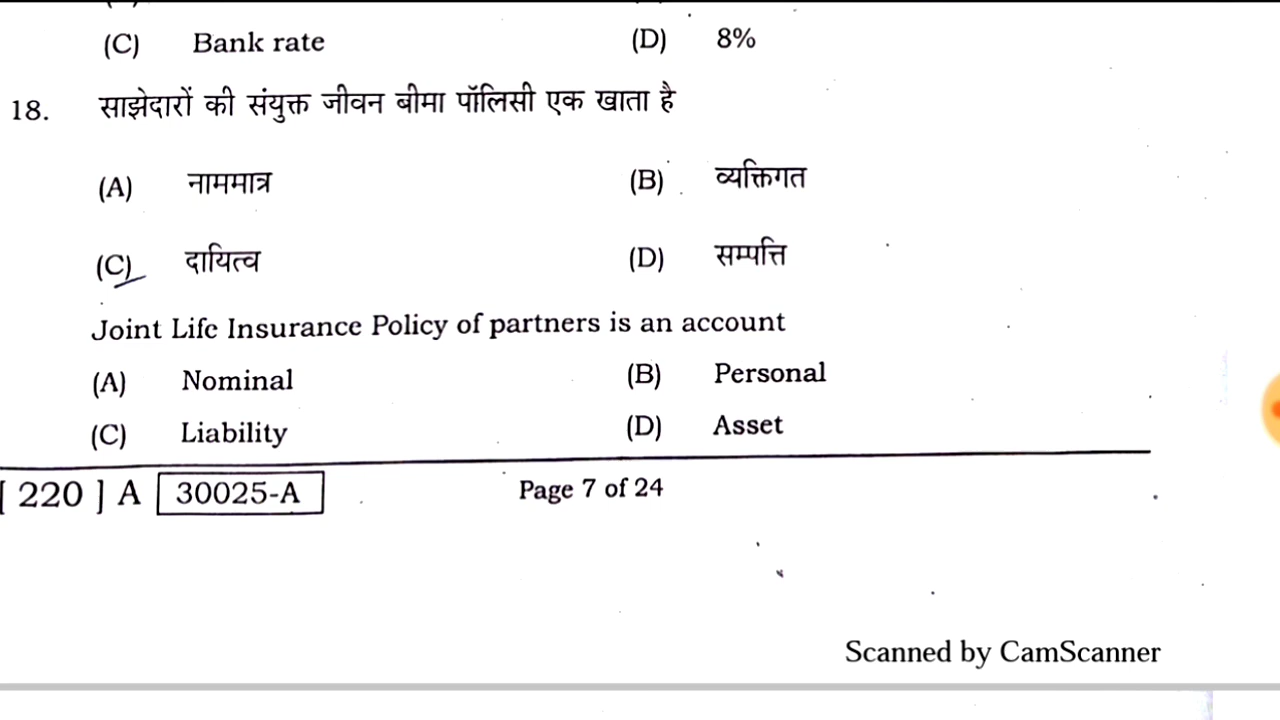 (C) Bank rate (D) 8%
18. साझेदारों की संयुक्त जीवन बीमा पॉलिसी एक खाता है
(A) नाममात्र (B) व्यक्तिगत
(C) दायित्व (D) सम्पत्ति
Joint Life Insurance Policy of partners is an account
(A) Nominal (B) Personal
(C) Liability (D) Asset
[ 220 ] A 30025-A Page 7 of 24
Scanned by CamScanner